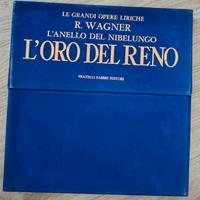 LE GRANDI OPERE LIRICHE
R. WAGNER
L'ANELLO DEL NIBELUNGO
L'ORO DEL RENO
FRATELLI FABBRI EDITORI